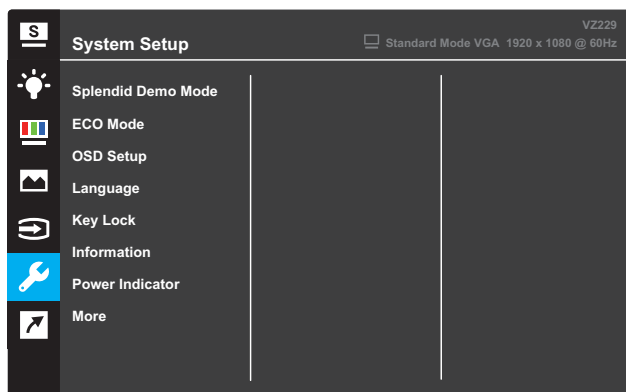 S
VZ229
System Setup
Standard Mode VGA 1920 x 1080 @ 60Hz
Splendid Demo Mode
ECO Mode
OSD Setup
Language
Key Lock
Information
Power Indicator
More